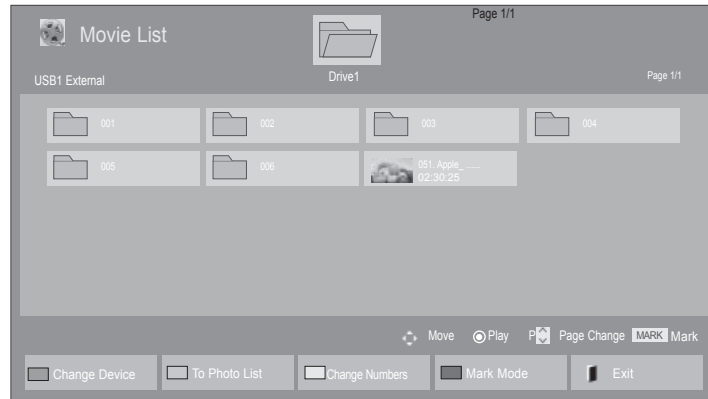 Page 1/1
Movie List
USB1 External
Drive1
Page 1/1
001
002
003
004
005
006
051. Apple_ ......
02:30:25
Move
Play
P
Page Change
MARK
Mark
Change Device
To Photo List
Change Numbers
Mark Mode
Exit